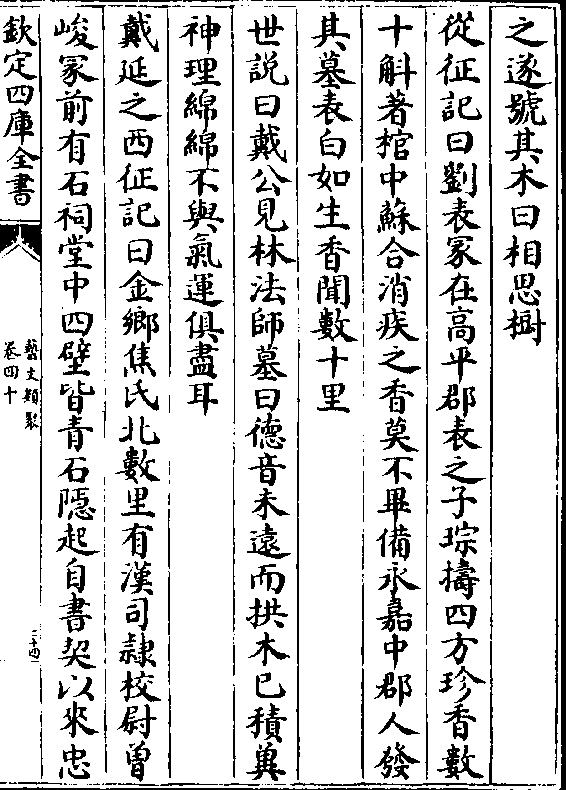 之遂號其木曰相思樹
從征記曰劉表冢在高平郡表之子琮擣四方珍香數
十斛著棺中蘇合消疾之香莫不畢備永嘉中郡人發
其墓表白如生香聞數十里
世說曰戴公見林法師墓曰德音未遠而拱木已積冀
神理綿綿不與氣運俱盡耳
戴延之西征記曰金鄉焦氏北數里有漢司隸校尉曾
峻冢前有石祠堂中四壁皆青石隱起自書契以來忠
欽定四庫全書
藝文類聚
卷四十
二十四